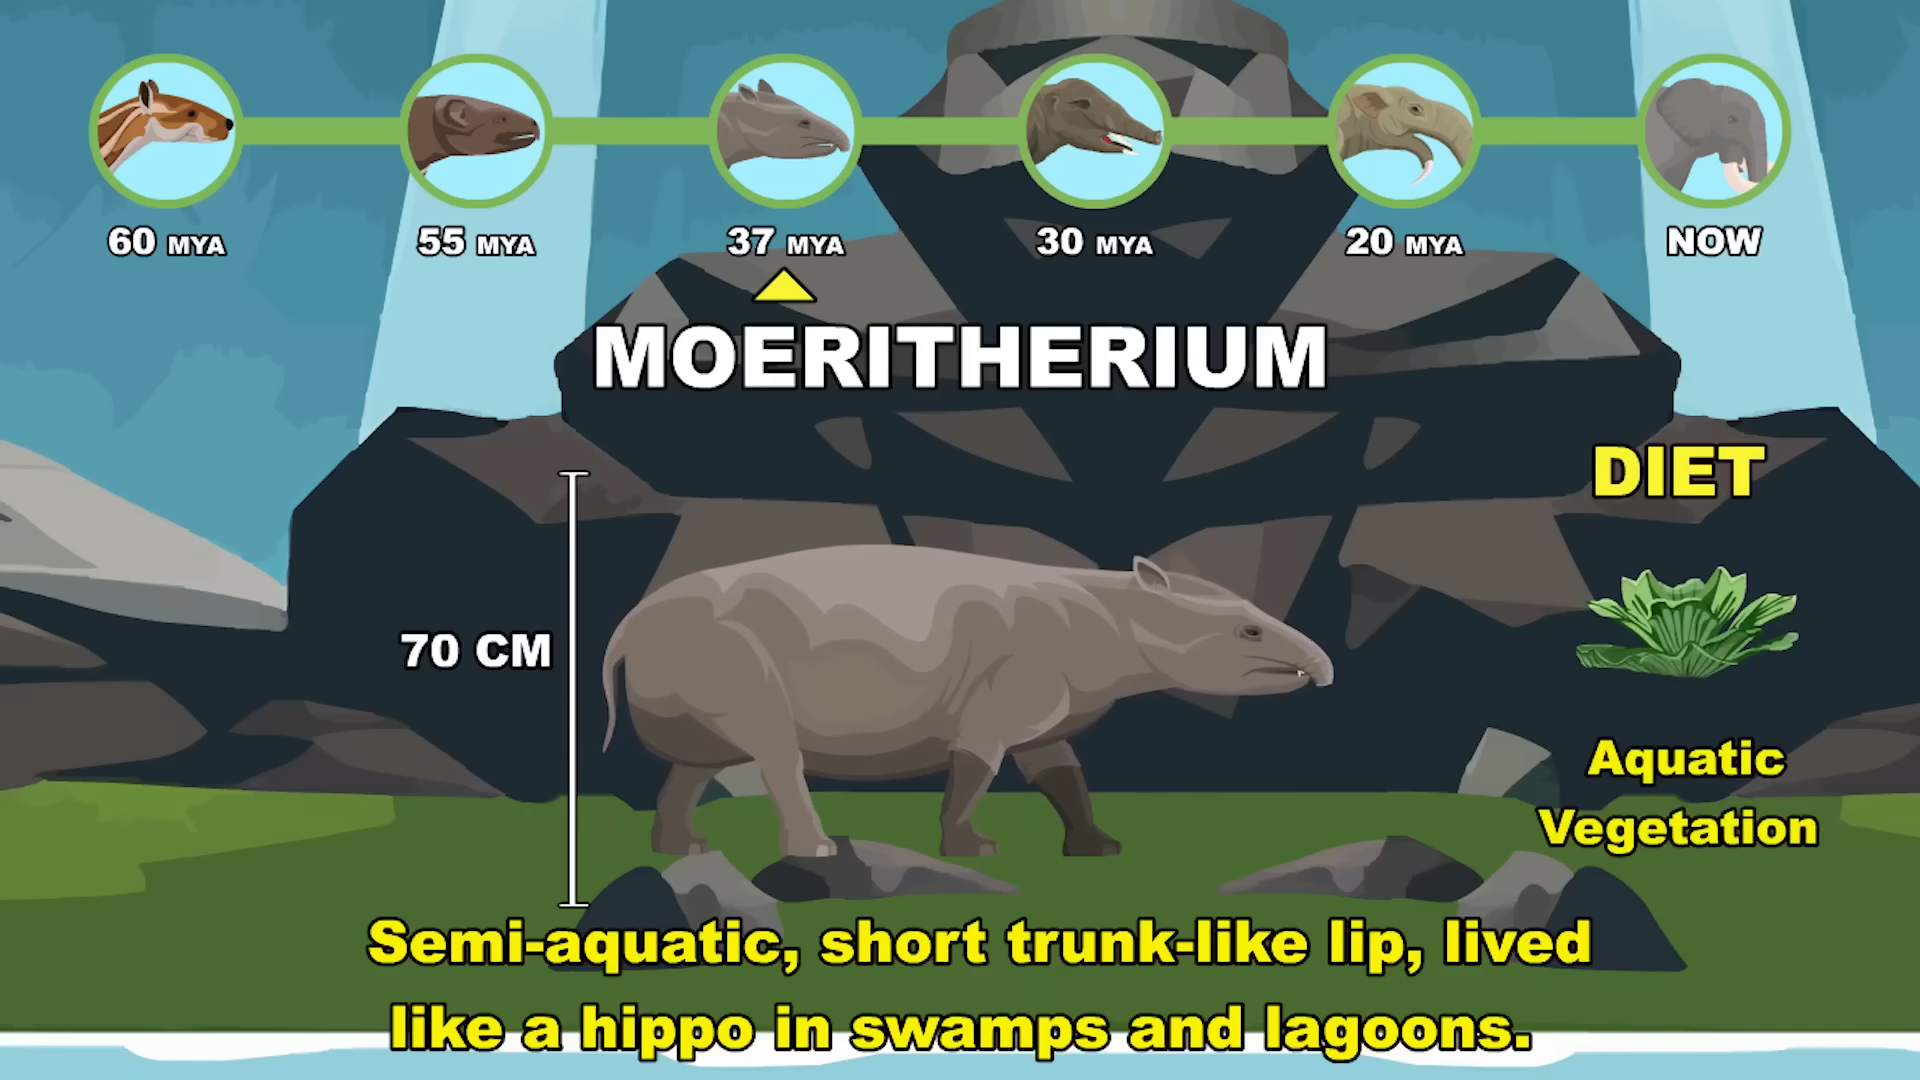 60 MYA
55 MYA
37 MYA
30 MYA
20 MYA
NOW
MOERITHERIUM
DIET
70 CM
Aquatic
Vegetation
Semi-aquatic, short trunk-like lip, lived
like a hippo in swamps and lagoons.